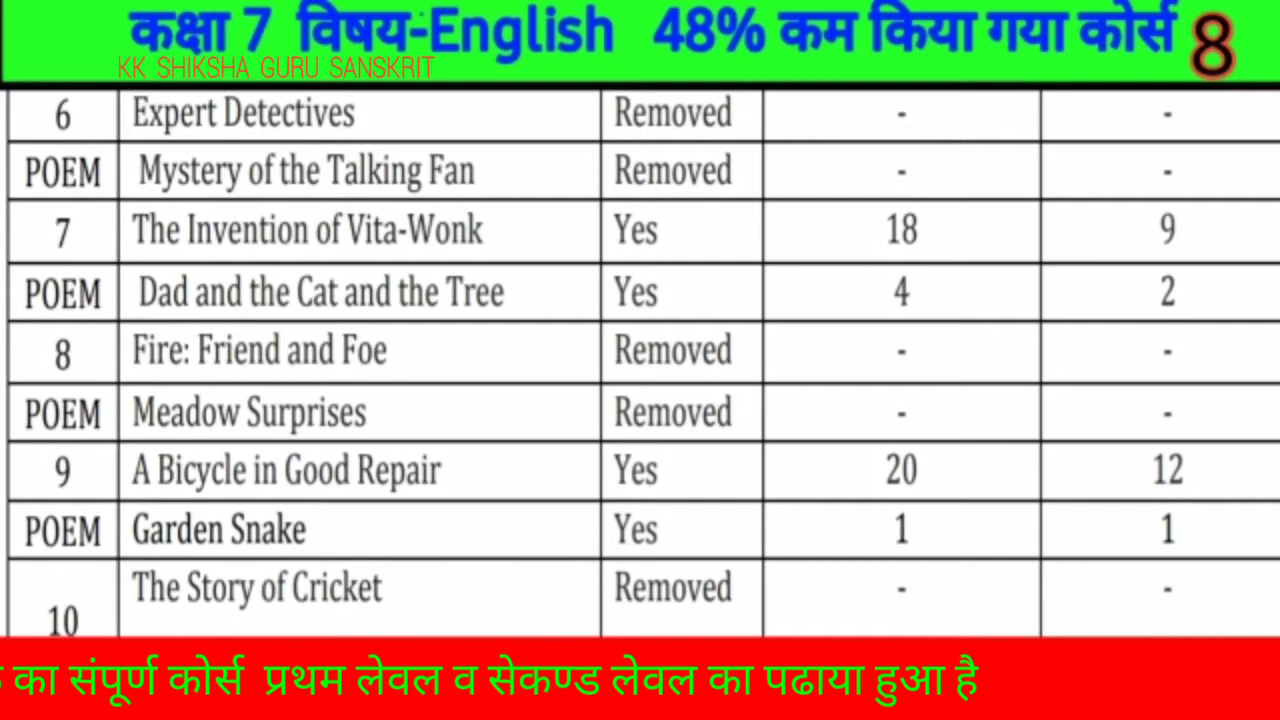 कक्षा 7 विषय-English 48% कम किया गया कोर्स 8
KK SHIKSHA GURU SANSKRIT
6 Expert Detectives Removed - -
POEM Mystery of the Talking Fan Removed - -
7 The Invention of Vita-Wonk Yes 18 9
POEM Dad and the Cat and the Tree Yes 4 2
8 Fire: Friend and Foe Removed - -
POEM Meadow Surprises Removed - -
9 A Bicycle in Good Repair Yes 20 12
POEM Garden Snake Yes 1 1
10 The Story of Cricket Removed - -
का संपूर्ण कोर्स प्रथम लेवल व सेकण्ड लेवल का पढाया हुआ है